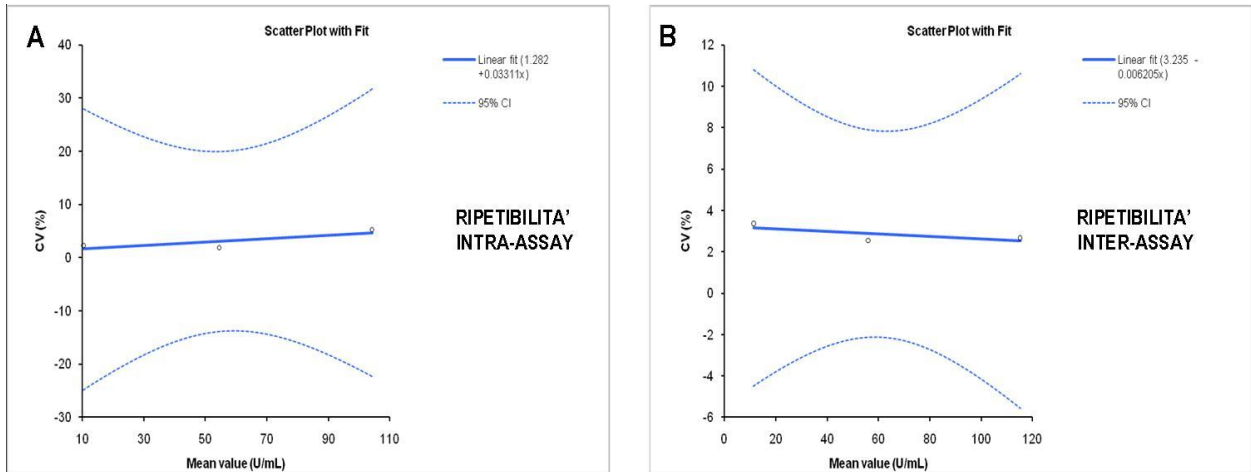 A
Scatter Plot with Fit
40
30
20
10
0
-10
-20
-30
CV (%)
10
30
50
70
90
110
Mean value (U/mL)
Linear fit (1.282
+0.03311x)
95% CI
RIPETIBILITA'
INTRA-ASSAY
B
Scatter Plot with Fit
12
10
8
6
4
2
0
-2
-4
-6
CV (%)
0
20
40
60
80
100
120
Mean value (U/mL)
Linear fit (3.235 -
0.006205x)
95% CI
RIPETIBILITA'
INTER-ASSAY